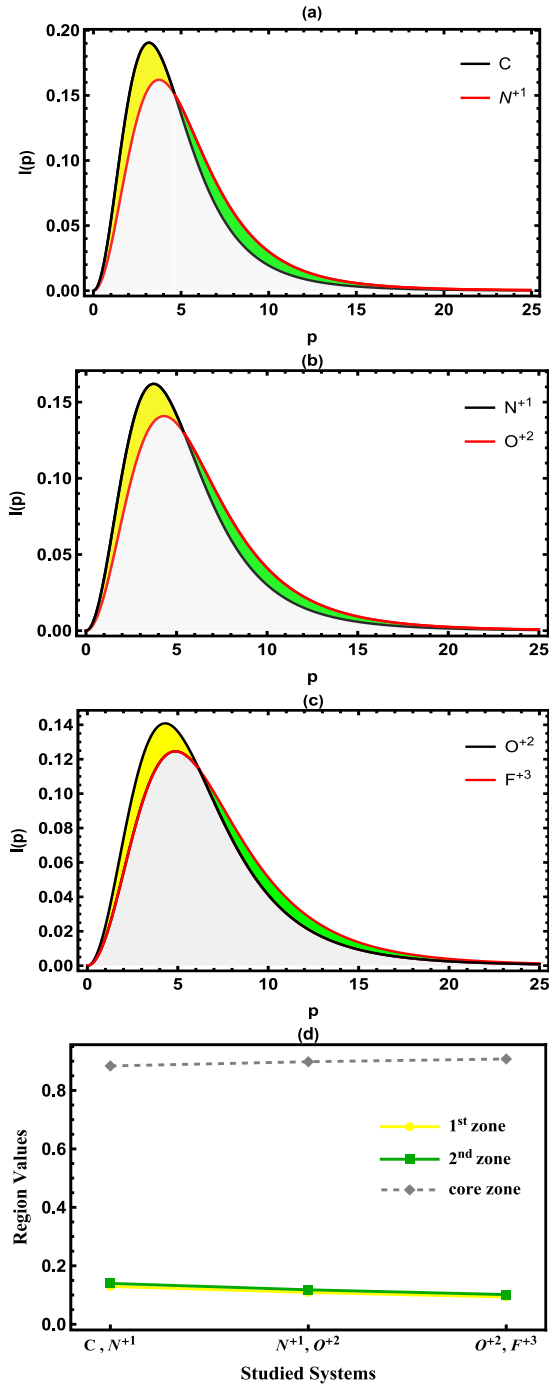 (a)
0.20
0.15
0.10
0.05
0.00
I(p)
C
N+1
0 5 10 15 20 25
p
(b)
0.15
0.10
0.05
0.00
I(p)
N+1
O+2
0 5 10 15 20 25
p
(c)
0.14
0.12
0.10
0.08
0.06
0.04
0.02
0.00
I(p)
O+2
F+3
0 5 10 15 20 25
p
(d)
0.8
0.6
0.4
0.2
0.0
Region Values
1st zone
2nd zone
core zone
C , N+1 N+1, O+2 O+2, F+3
Studied Systems